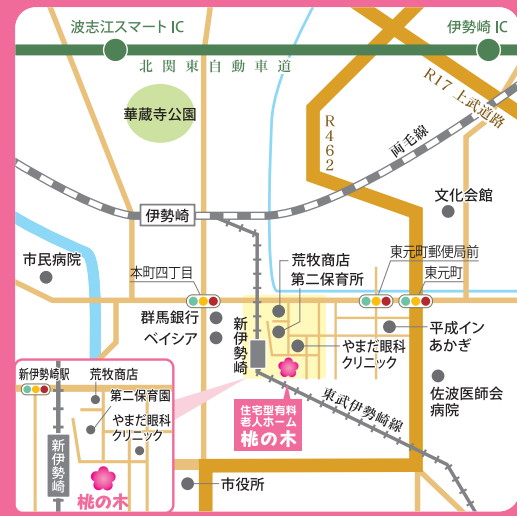 波志江スマートIC
伊勢崎IC
北関東自動車道
R17 上武道路
華蔵寺公園
R462
両毛線
文化会館
伊勢崎
市民病院
本町四丁目
荒牧商店
東元町郵便局前
第二保育所
東元町
群馬銀行
ベイシア
新伊勢崎
やまだ眼科
クリニック
平成イン
あかぎ
佐波医師会
病院
東武伊勢崎線
住宅型有料
老人ホーム
桃の木
市役所
新伊勢崎駅
荒牧商店
第二保育園
やまだ眼科
クリニック
新伊勢崎
桃の木